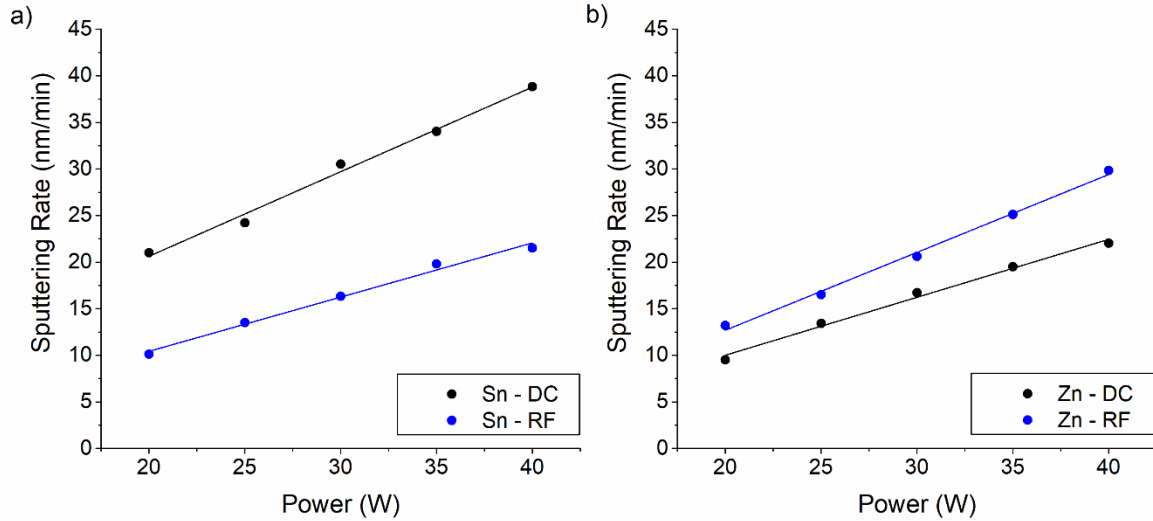 a)
Sputtering Rate (nm/min)
45
40
35
30
25
20
15
10
5
0
20 25 30 35 40
Power (W)
Sn - DC
Sn - RF
b)
Sputtering Rate (nm/min)
45
40
35
30
25
20
15
10
5
0
20 25 30 35 40
Power (W)
Zn - DC
Zn - RF